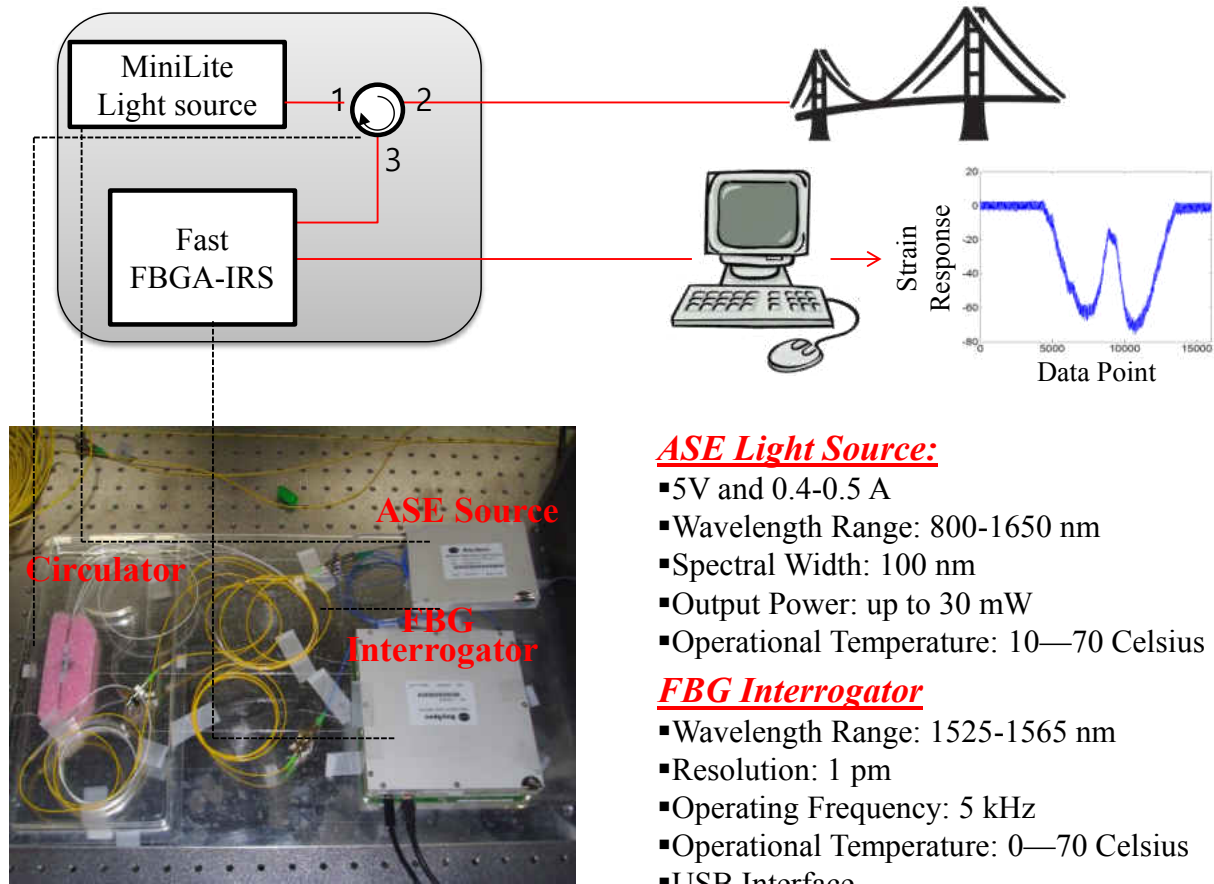 MiniLite
Light source
1
2
3
Fast
FBGA-IRS
Strain
Response
20
0
-20
-40
-60
-80
0
5000
10000
15000
Data Point
ASE Source
Circulator
FBG
Interrogator
ASE Light Source:
▪5V and 0.4-0.5 A
▪Wavelength Range: 800-1650 nm
▪Spectral Width: 100 nm
▪Output Power: up to 30 mW
▪Operational Temperature: 10—70 Celsius
FBG Interrogator
▪Wavelength Range: 1525-1565 nm
▪Resolution: 1 pm
▪Operating Frequency: 5 kHz
▪Operational Temperature: 0—70 Celsius
▪USB Interface